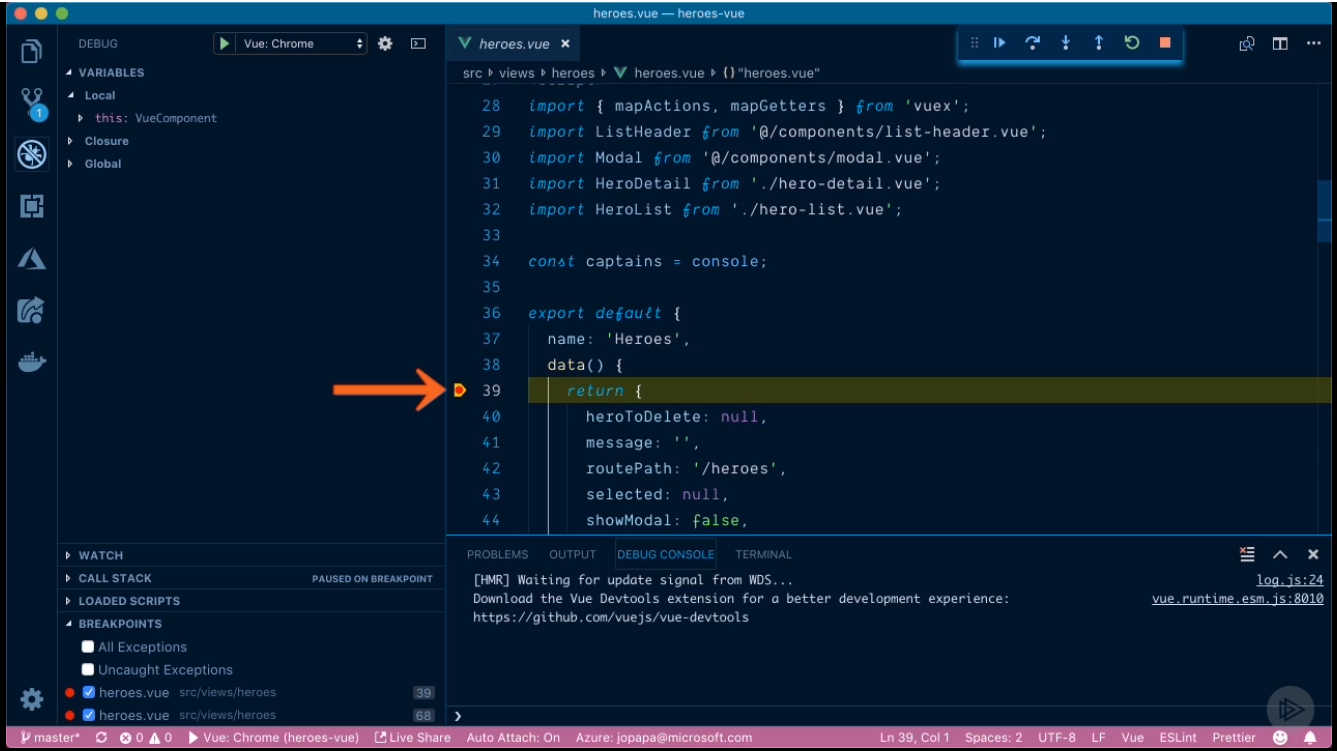 heroes.vue — heroes-vue
DEBUG
Vue: Chrome
VARIABLES
Local
this: VueComponent
Closure
Global
1
WATCH
CALL STACK PAUSED ON BREAKPOINT
LOADED SCRIPTS
BREAKPOINTS
All Exceptions
Uncaught Exceptions
heroes.vue src/views/heroes 39
heroes.vue src/views/heroes 68
heroes.vue
src views heroes heroes.vue {} "heroes.vue"
28 import { mapActions, mapGetters } from 'vuex';
29 import ListHeader from '@/components/list-header.vue';
30 import Modal from '@/components/modal.vue';
31 import HeroDetail from './hero-detail.vue';
32 import HeroList from './hero-list.vue';
33
34 const captains = console;
35
36 export default {
37 name: 'Heroes',
38 data() {
39 return {
40 heroToDelete: null,
41 message: '',
42 routePath: '/heroes',
43 selected: null,
44 showModal: false,
PROBLEMS OUTPUT DEBUG CONSOLE TERMINAL
[HMR] Waiting for update signal from WDS... log.js:24
Download the Vue Devtools extension for a better development experience: vue.runtime.esm.js:8010
https://github.com/vuejs/vue-devtools
master* 0 0 Vue: Chrome (heroes-vue) Live Share Auto Attach: On Azure: jopapa@microsoft.com Ln 39, Col 1 Spaces: 2 UTF-8 LF Vue ESLint Prettier